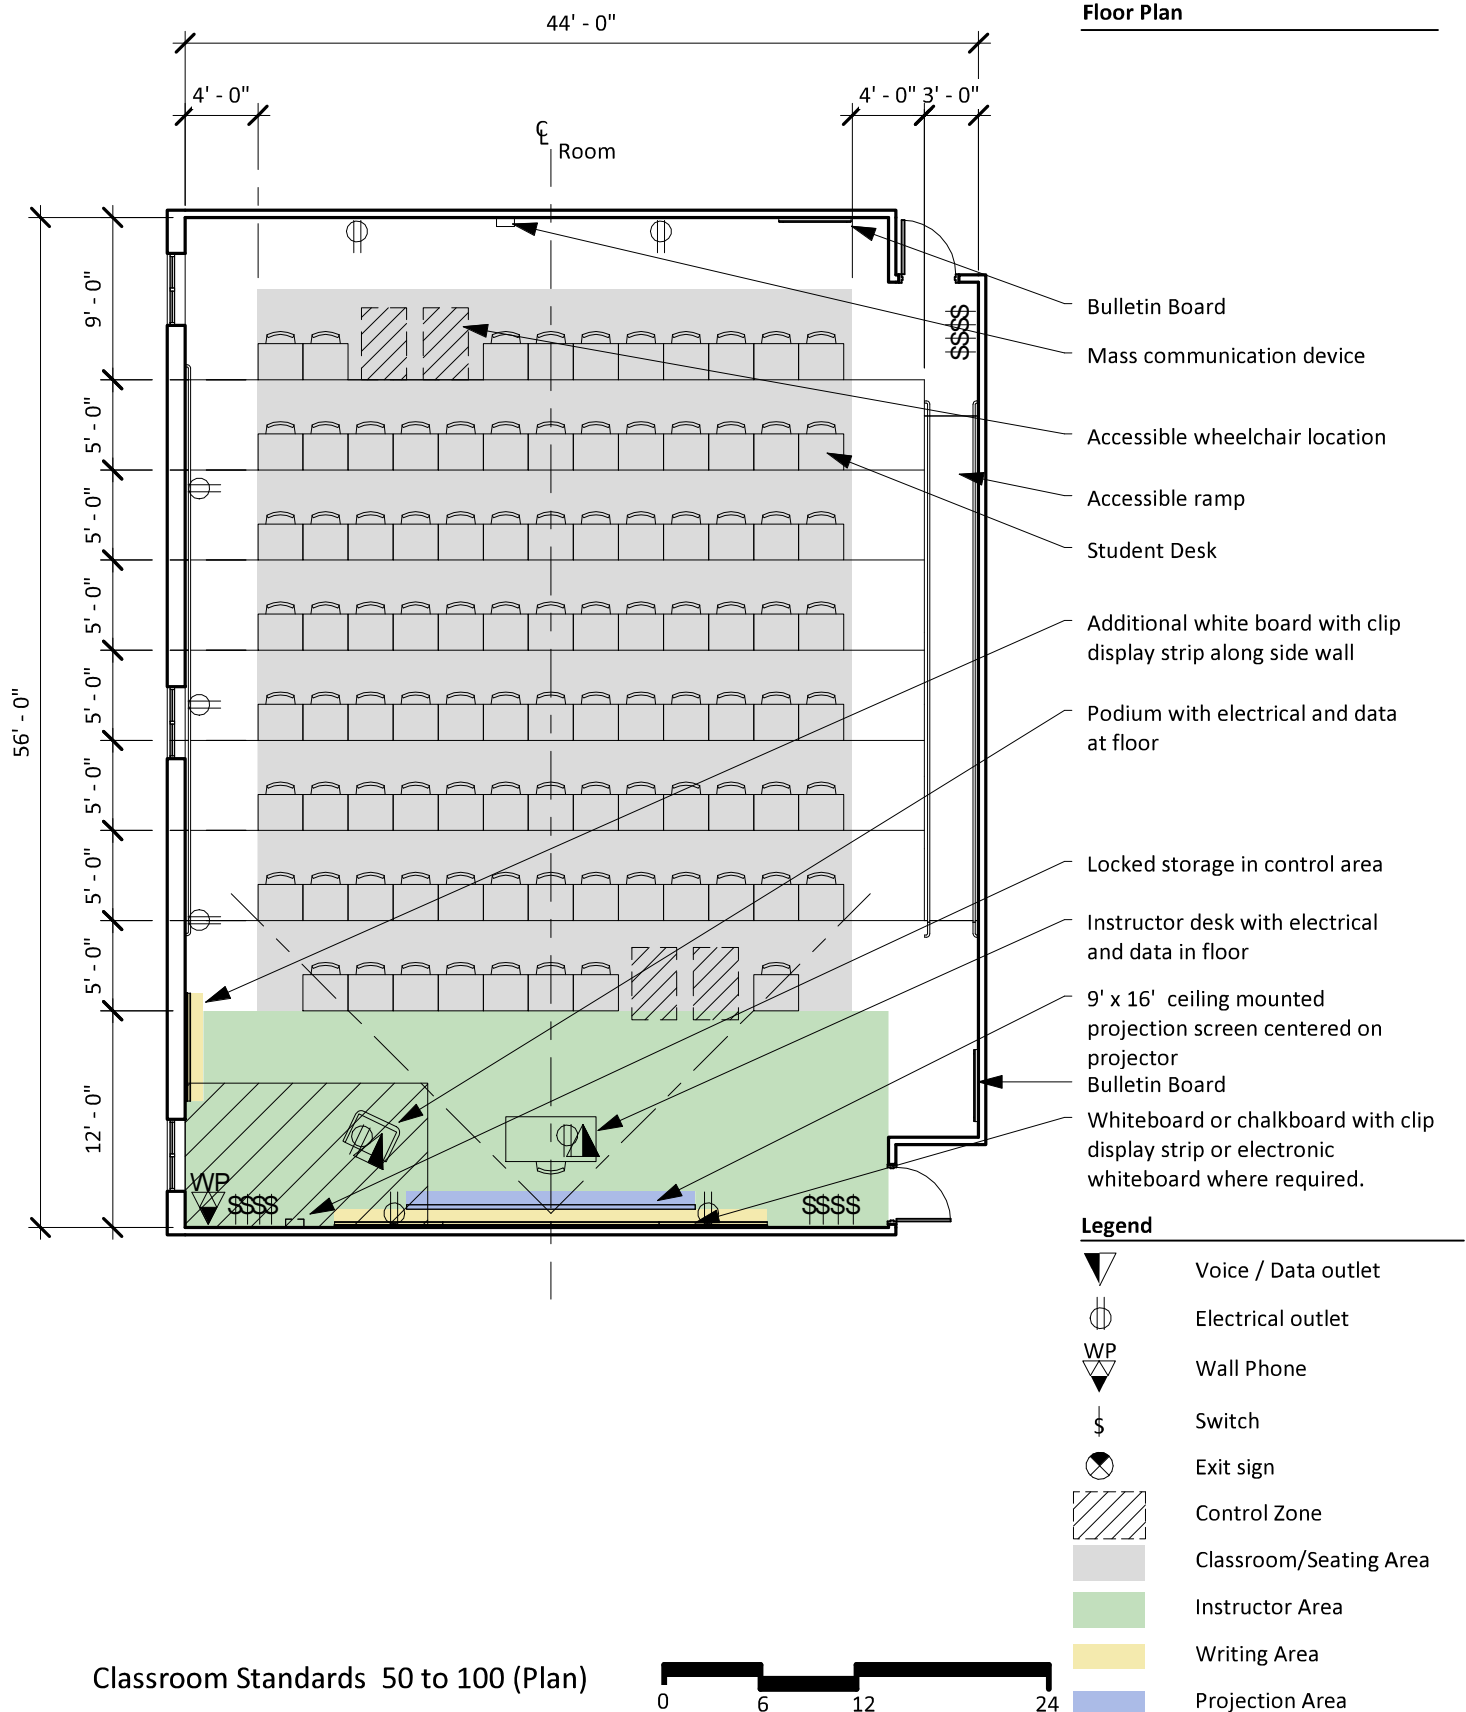 Floor Plan
44' - 0"
4' - 0"
4' - 0"
3' - 0"
CL
Room
9' - 0"
5' - 0"
5' - 0"
5' - 0"
5' - 0"
5' - 0"
5' - 0"
5' - 0"
12' - 0"
56' - 0"
$$$$
Bulletin Board
Mass communication device
Accessible wheelchair location
Accessible ramp
Student Desk
Additional white board with clip
display strip along side wall
Podium with electrical and data
at floor
Locked storage in control area
Instructor desk with electrical
and data in floor
9' x 16' ceiling mounted
projection screen centered on
projector
Bulletin Board
Whiteboard or chalkboard with clip
display strip or electronic
whiteboard where required.
WP
$$$$
$$$$
Legend
Voice / Data outlet
Electrical outlet
WP
Wall Phone
$
Switch
Exit sign
Control Zone
Classroom/Seating Area
Instructor Area
Writing Area
Projection Area
Classroom Standards 50 to 100 (Plan)
0 6 12 24